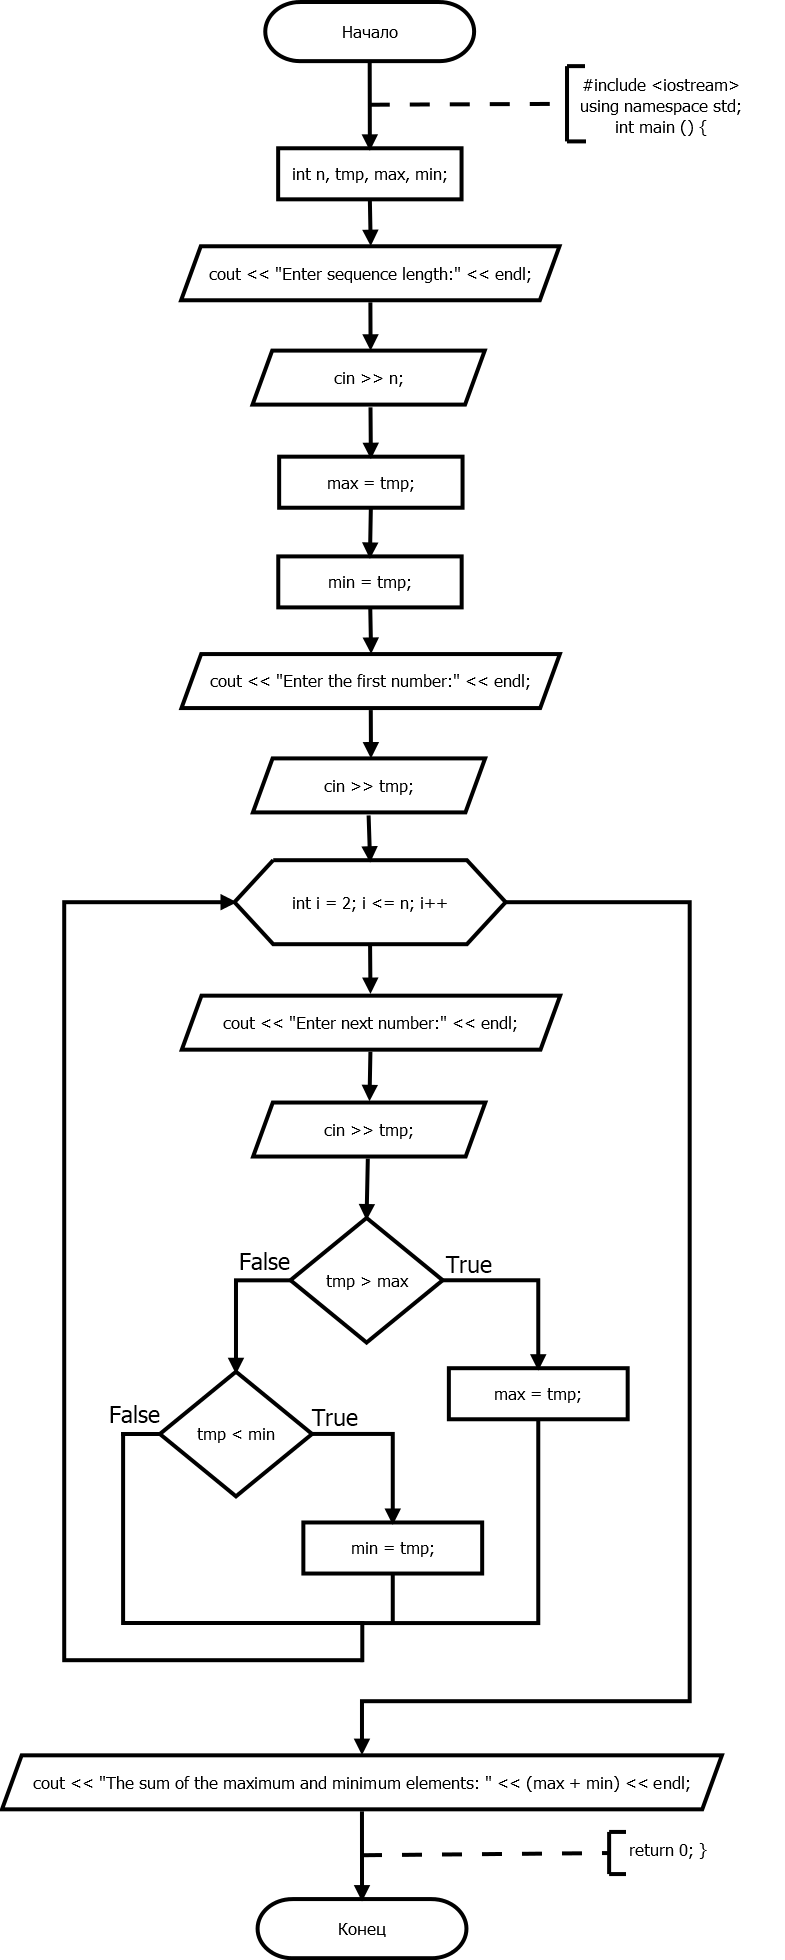 Начало
#include <iostream>
using namespace std;
int main () {
int n, tmp, max, min;
cout << "Enter sequence length:" << endl;
cin >> n;
max = tmp;
min = tmp;
cout << "Enter the first number:" << endl;
cin >> tmp;
int i = 2; i <= n; i++
cout << "Enter next number:" << endl;
cin >> tmp;
False
True
tmp > max
max = tmp;
False
True
tmp < min
min = tmp;
cout << "The sum of the maximum and minimum elements: " << (max + min) << endl;
return 0; }
Конец